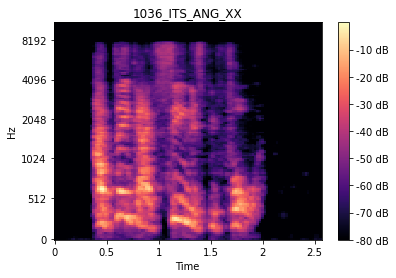 1036_ITS_ANG_XX
8192
4096
2048
1024
512
0
Hz
0 0.5 1 1.5 2 2.5
Time
-10 dB
-20 dB
-30 dB
-40 dB
-50 dB
-60 dB
-70 dB
-80 dB